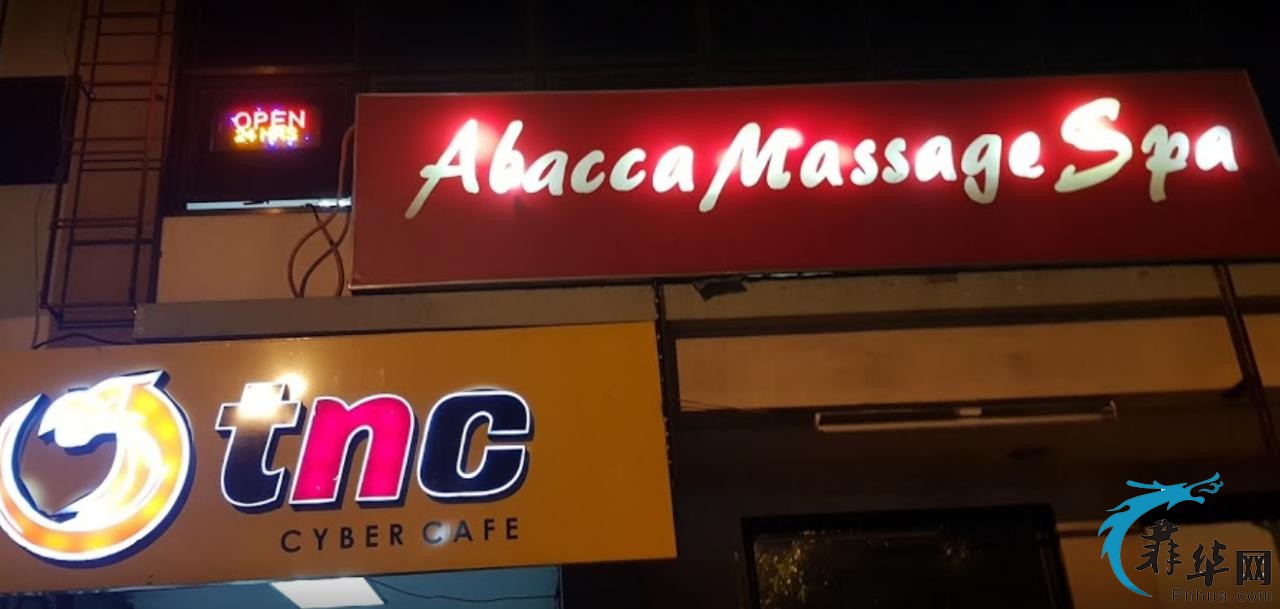 OPEN
24 HRS
Abacca Massage Spa
tnc
CYBER CAFE
菲华网
Phhua.com